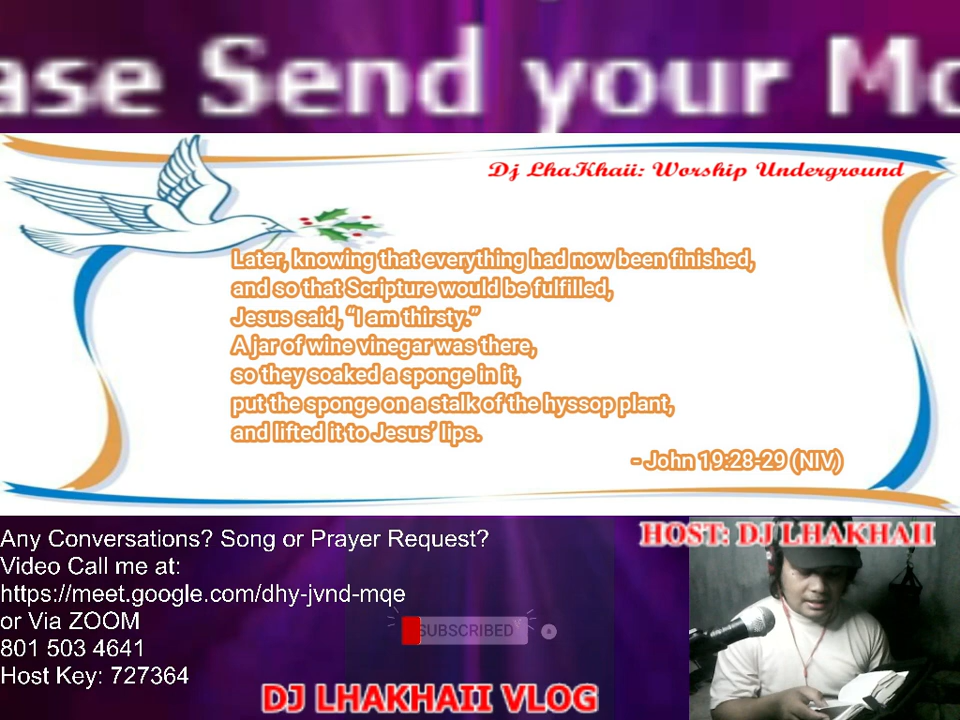 ase Send your Mo
Dj LhaKhaii: Worship Underground
Later, knowing that everything had now been finished,
and so that Scripture would be fulfilled,
Jesus said, “I am thirsty.”
A jar of wine vinegar was there,
so they soaked a sponge in it,
put the sponge on a stalk of the hyssop plant,
and lifted it to Jesus’ lips.
- John 19:28-29 (NIV)
Any Conversations? Song or Prayer Request?
Video Call me at:
https://meet.google.com/dhy-jvnd-mqe
or Via ZOOM
801 503 4641
Host Key: 727364
HOST: DJ LHAKHAII
SUBSCRIBED
DJ LHAKHAII VLOG